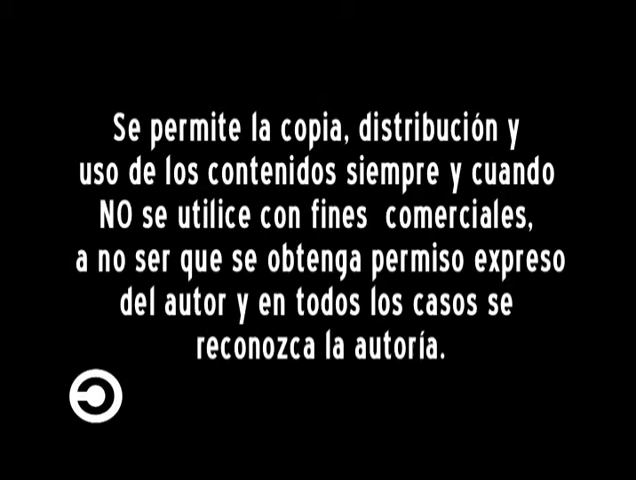 Se permite la copia, distribución y
uso de los contenidos siempre y cuando
NO se utilice con fines comerciales,
a no ser que se obtenga permiso expreso
del autor y en todos los casos se
reconozca la autoría.